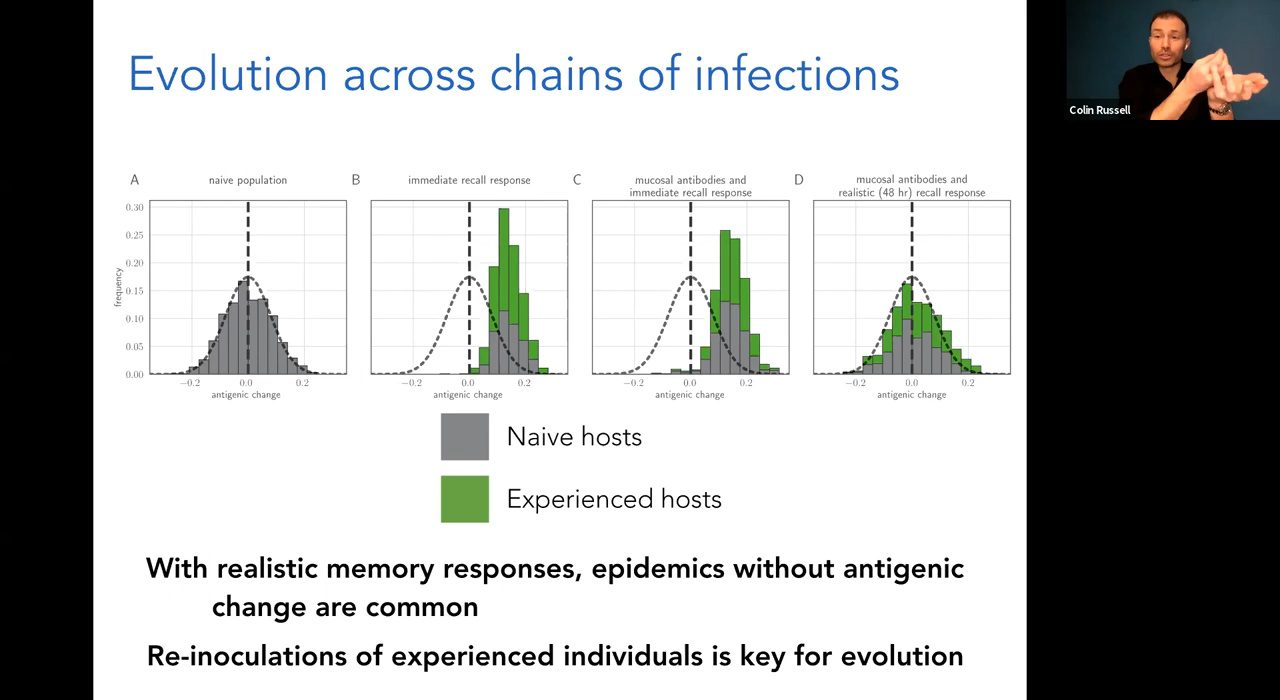 Evolution across chains of infections
Colin Russell
A
naive population
B
immediate recall response
C
mucosal antibodies and
immediate recall response
D
mucosal antibodies and
realistic (48 hr) recall response
frequency
0.30
0.25
0.20
0.15
0.10
0.05
0.00
−0.2 0.0 0.2
antigenic change
−0.2 0.0 0.2
antigenic change
−0.2 0.0 0.2
antigenic change
−0.2 0.0 0.2
antigenic change
Naive hosts
Experienced hosts
With realistic memory responses, epidemics without antigenic
change are common
Re-inoculations of experienced individuals is key for evolution